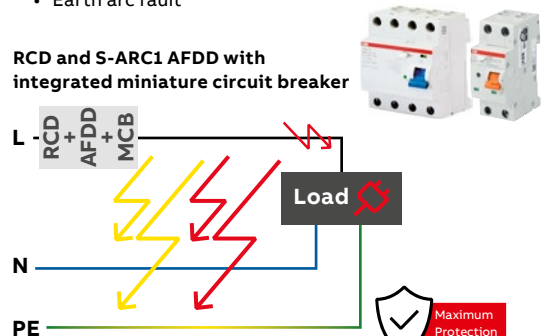 • Earth arc fault
RCD and S-ARC1 AFDD with
integrated miniature circuit breaker
L
RCD
+
AFDD
+
MCB
Load
N
PE
Maximum
Protection